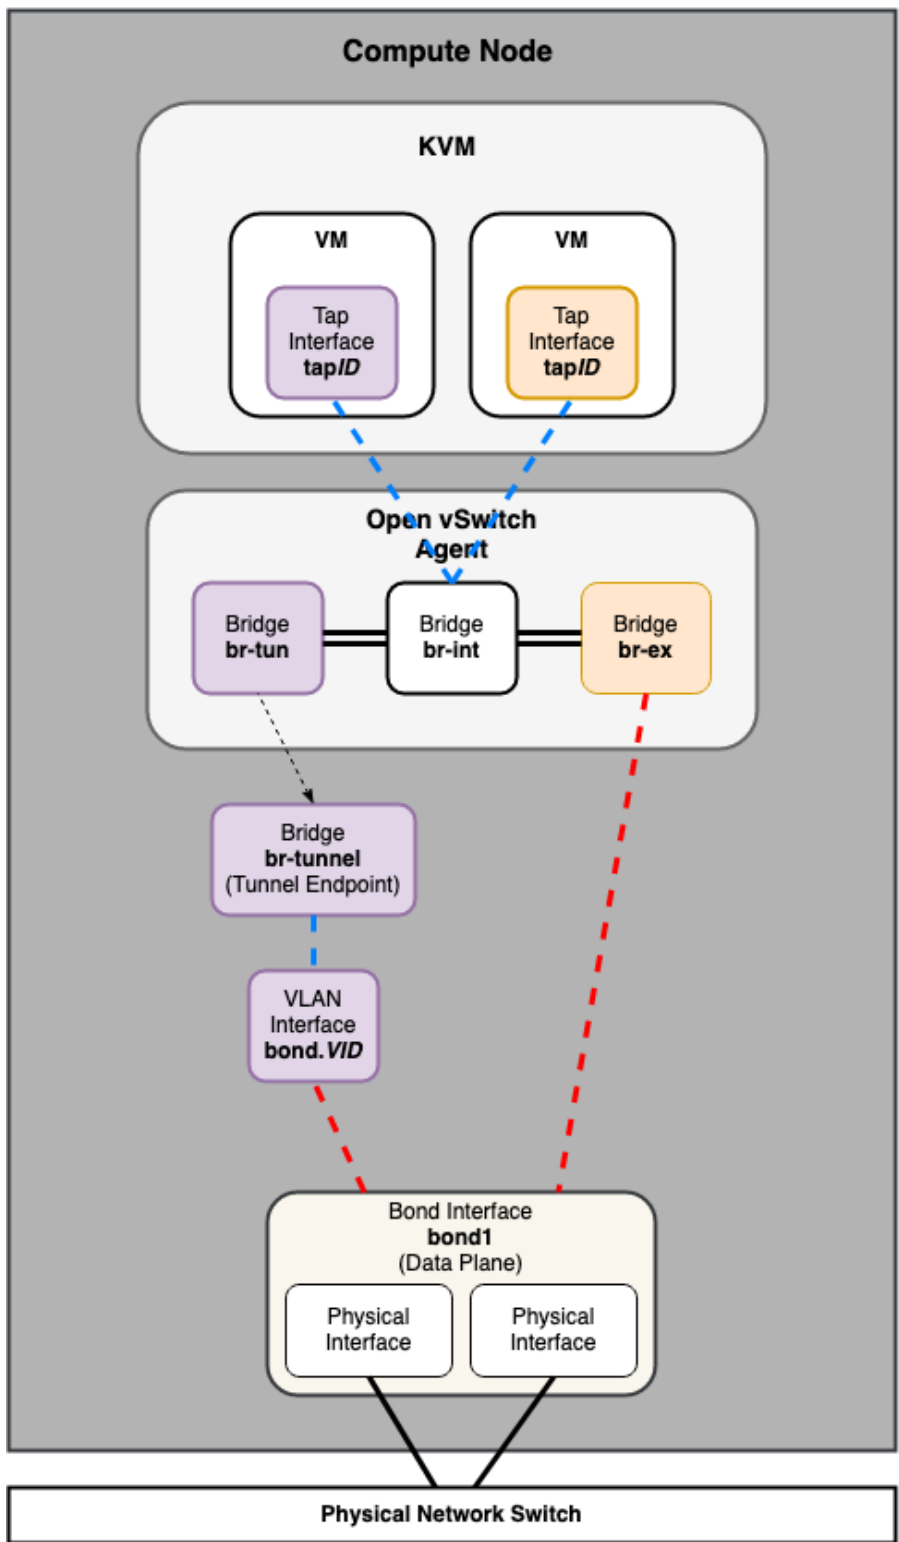 Compute Node
KVM
VM
VM
Tap
Interface
tapID
Tap
Interface
tapID
Open vSwitch
Agent
Bridge
br-tun
Bridge
br-int
Bridge
br-ex
Bridge
br-tunnel
(Tunnel Endpoint)
VLAN
Interface
bond.VID
Bond Interface
bond1
(Data Plane)
Physical
Interface
Physical
Interface
Physical Network Switch